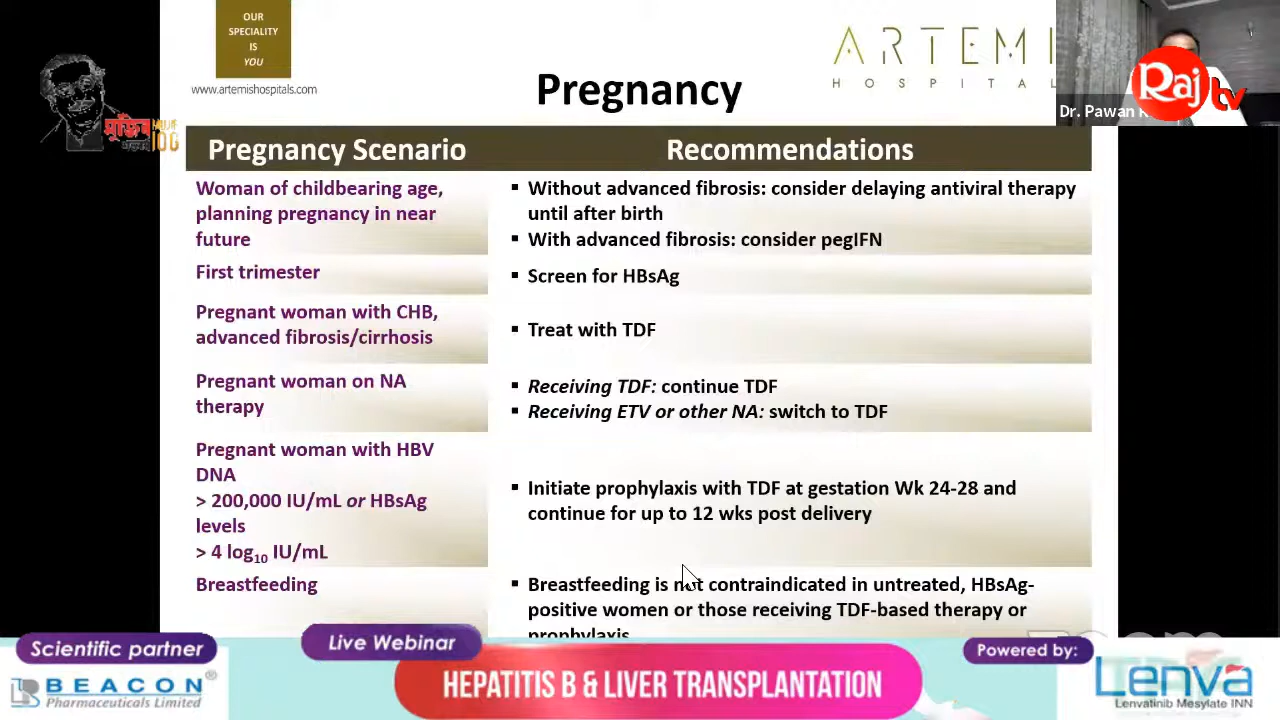 OUR
SPECIALITY
IS
YOU
www.artemishospitals.com
ARTEMI
HOSPITAL
Raj tv
Dr. Pawan
মুজিব
100
Pregnancy
Pregnancy Scenario
Recommendations
Woman of childbearing age,
planning pregnancy in near
future
▪ Without advanced fibrosis: consider delaying antiviral therapy
until after birth
▪ With advanced fibrosis: consider pegIFN
First trimester
▪ Screen for HBsAg
Pregnant woman with CHB,
advanced fibrosis/cirrhosis
▪ Treat with TDF
Pregnant woman on NA
therapy
▪ Receiving TDF: continue TDF
▪ Receiving ETV or other NA: switch to TDF
Pregnant woman with HBV
DNA
> 200,000 IU/mL or HBsAg
levels
> 4 log10 IU/mL
▪ Initiate prophylaxis with TDF at gestation Wk 24-28 and
continue for up to 12 wks post delivery
Breastfeeding
▪ Breastfeeding is not contraindicated in untreated, HBsAg-
positive women or those receiving TDF-based therapy or
prophylaxis
Scientific partner
BEACON®
Pharmaceuticals Limited
Live Webinar
HEPATITIS B & LIVER TRANSPLANTATION
Powered by:
Lenva
Lenvatinib Mesylate INN